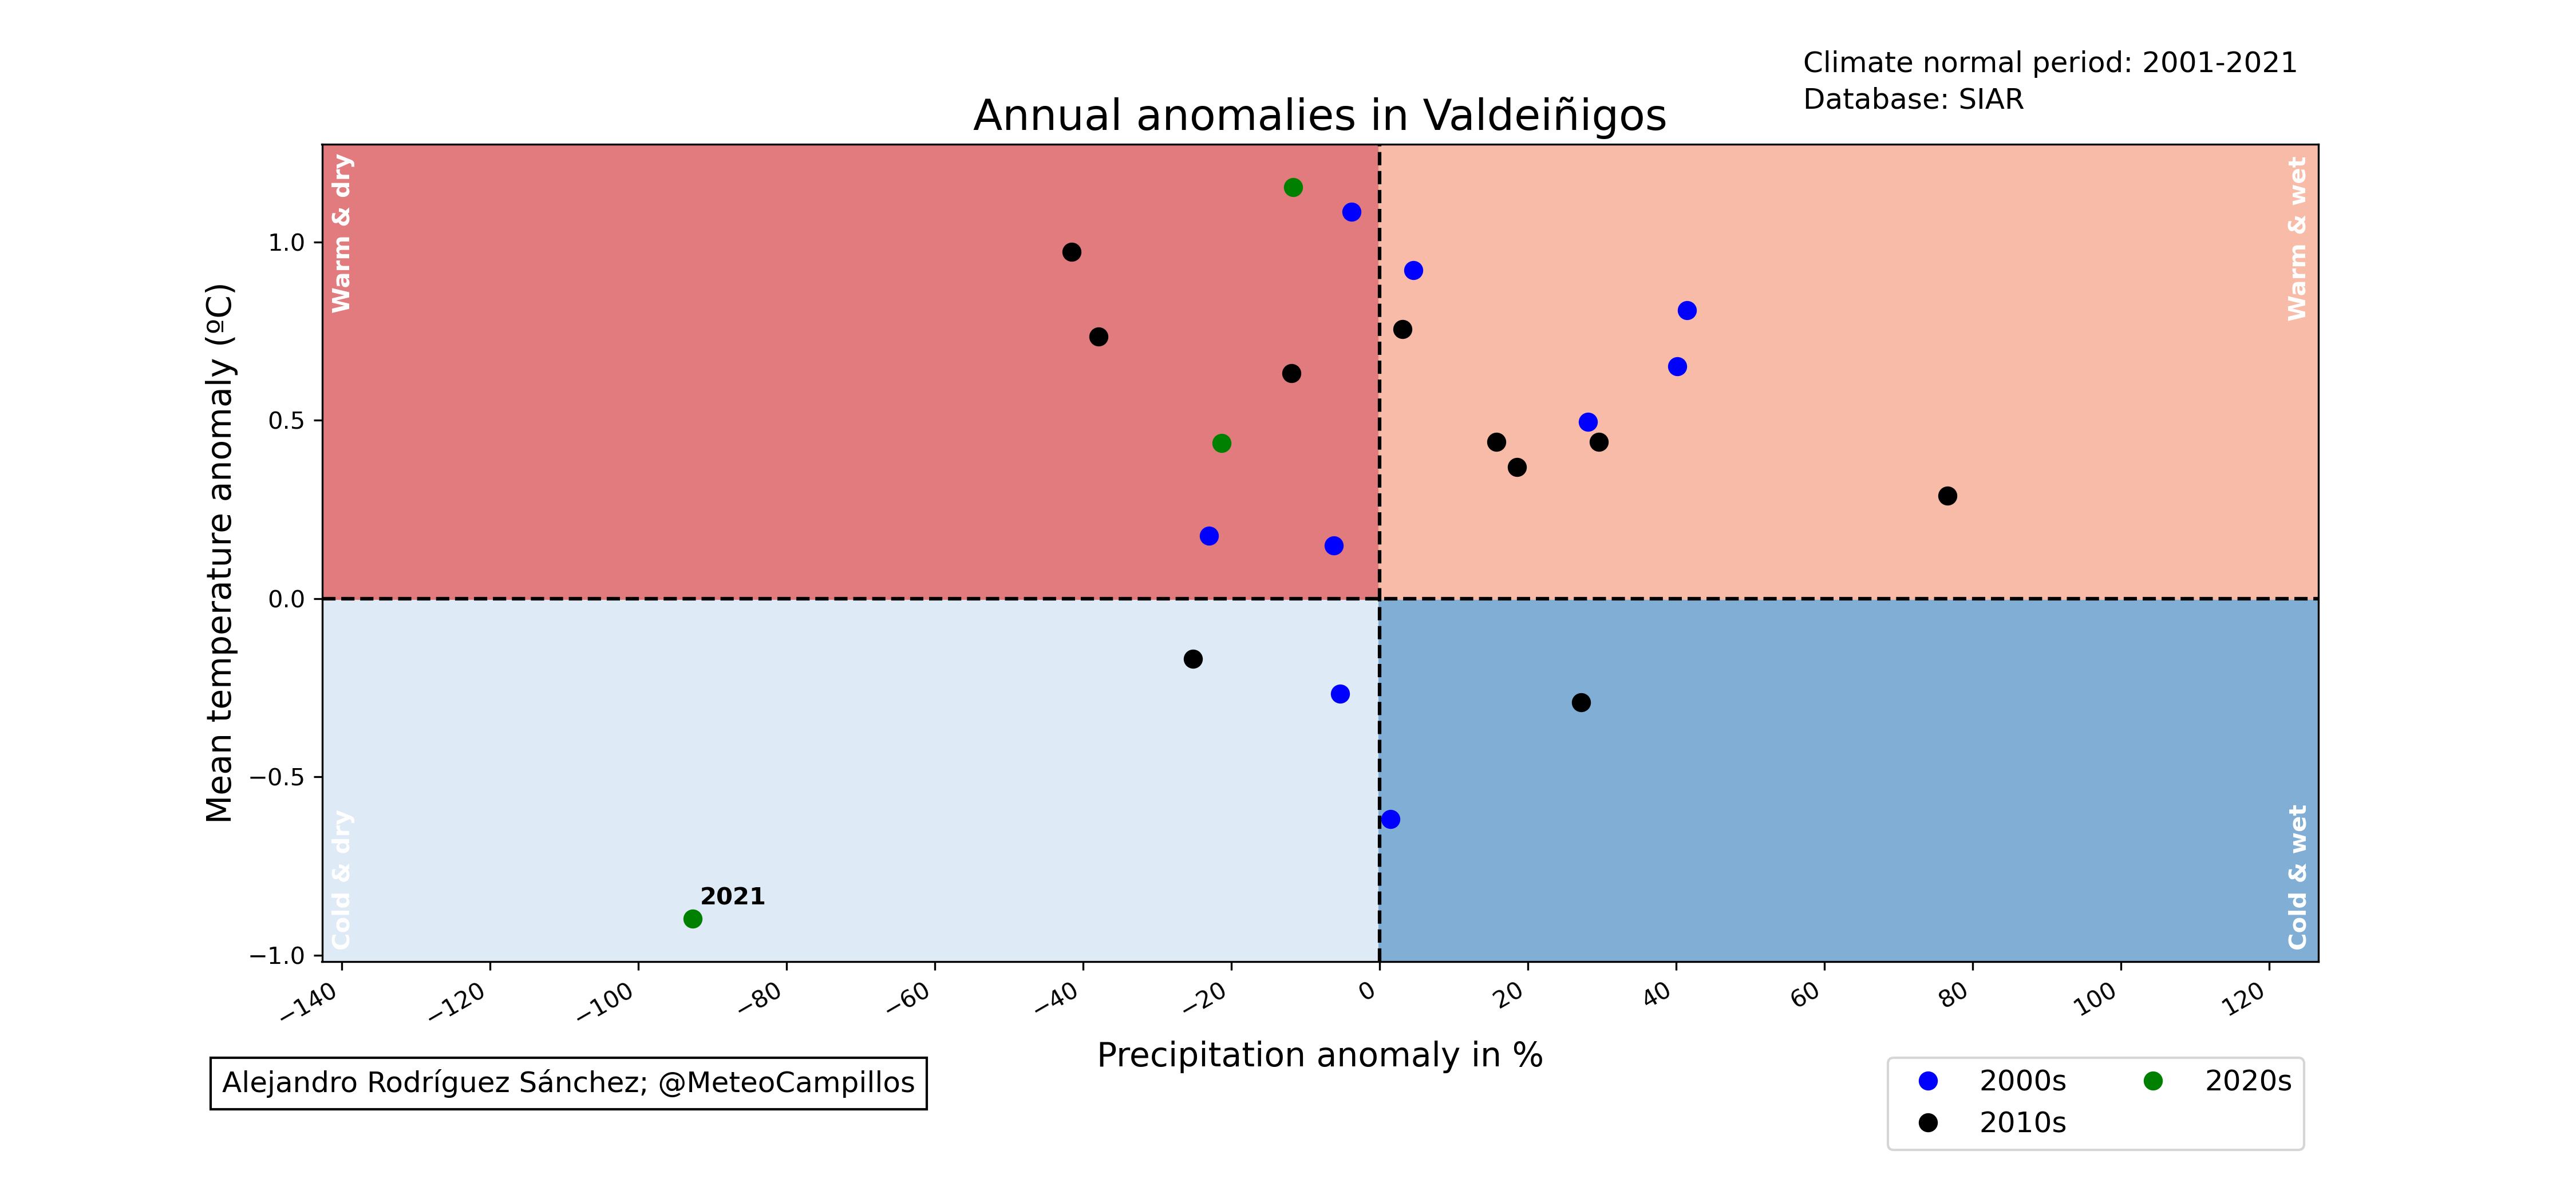 Climate normal period: 2001-2021
Database: SIAR
Annual anomalies in Valdeiñigos
Warm & dry
Warm & wet
Mean temperature anomaly (ºC)
1.0
0.5
0.0
−0.5
−1.0
2021
Cold & dry
Cold & wet
−140 −120 −100 −80 −60 −40 −20 0 20 40 60 80 100 120
Precipitation anomaly in %
Alejandro Rodríguez Sánchez; @MeteoCampillos
2000s 2020s
2010s